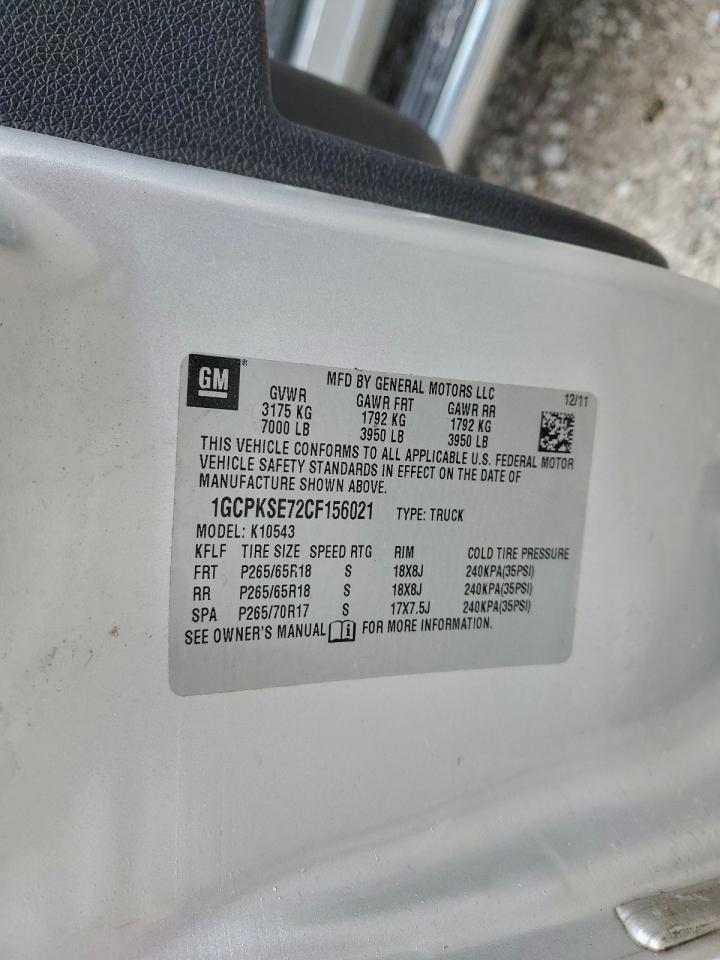 GM ®
MFD BY GENERAL MOTORS LLC
12/11
GVWR GAWR FRT GAWR RR
3175 KG 1792 KG 1792 KG
7000 LB 3950 LB 3950 LB
THIS VEHICLE CONFORMS TO ALL APPLICABLE U.S. FEDERAL MOTOR
VEHICLE SAFETY STANDARDS IN EFFECT ON THE DATE OF
MANUFACTURE SHOWN ABOVE.
1GCPKSE72CF156021 TYPE: TRUCK
MODEL: K10543
KFLF TIRE SIZE SPEED RTG RIM COLD TIRE PRESSURE
FRT P265/65R18 S 18X8J 240KPA(35PSI)
RR P265/65R18 S 18X8J 240KPA(35PSI)
SPA P265/70R17 S 17X7.5J 240KPA(35PSI)
SEE OWNER'S MANUAL i FOR MORE INFORMATION.